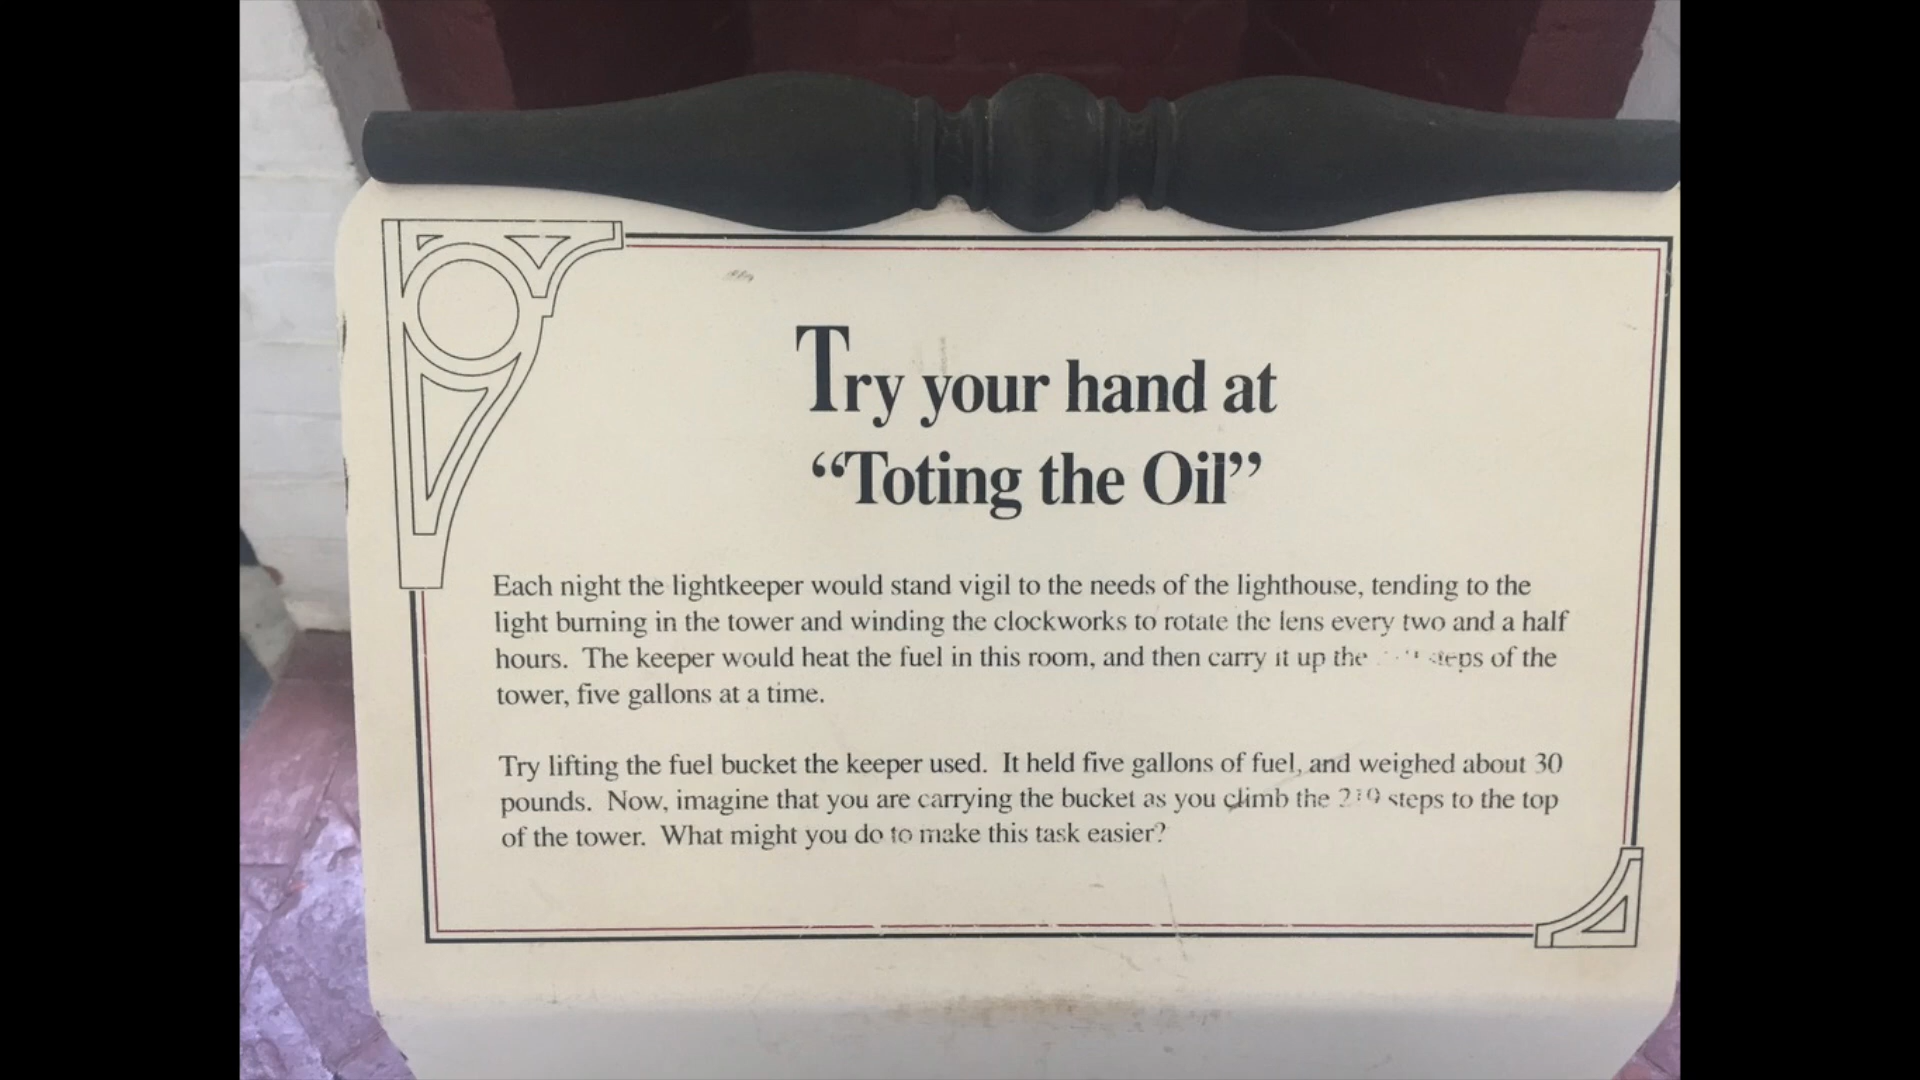 Try your hand at
“Toting the Oil”
Each night the lightkeeper would stand vigil to the needs of the lighthouse, tending to the
light burning in the tower and winding the clockworks to rotate the lens every two and a half
hours. The keeper would heat the fuel in this room, and then carry it up the steps of the
tower, five gallons at a time.
Try lifting the fuel bucket the keeper used. It held five gallons of fuel, and weighed about 30
pounds. Now, imagine that you are carrying the bucket as you climb the steps to the top
of the tower. What might you do to make this task easier?